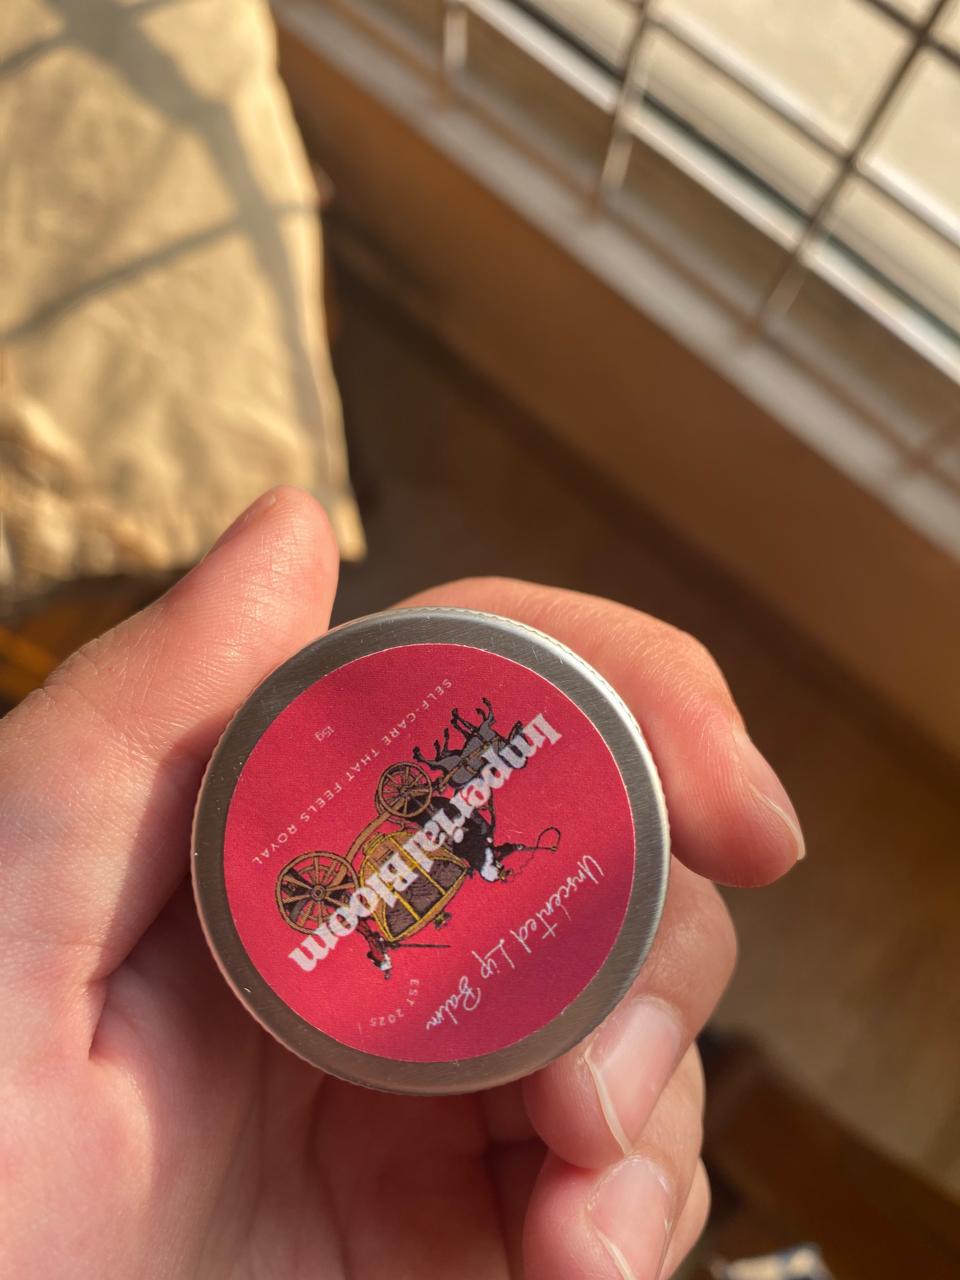 Unscented Lip Balm
EST 2025
Imperial Bloom
SELF-CARE THAT FEELS ROYAL
15g